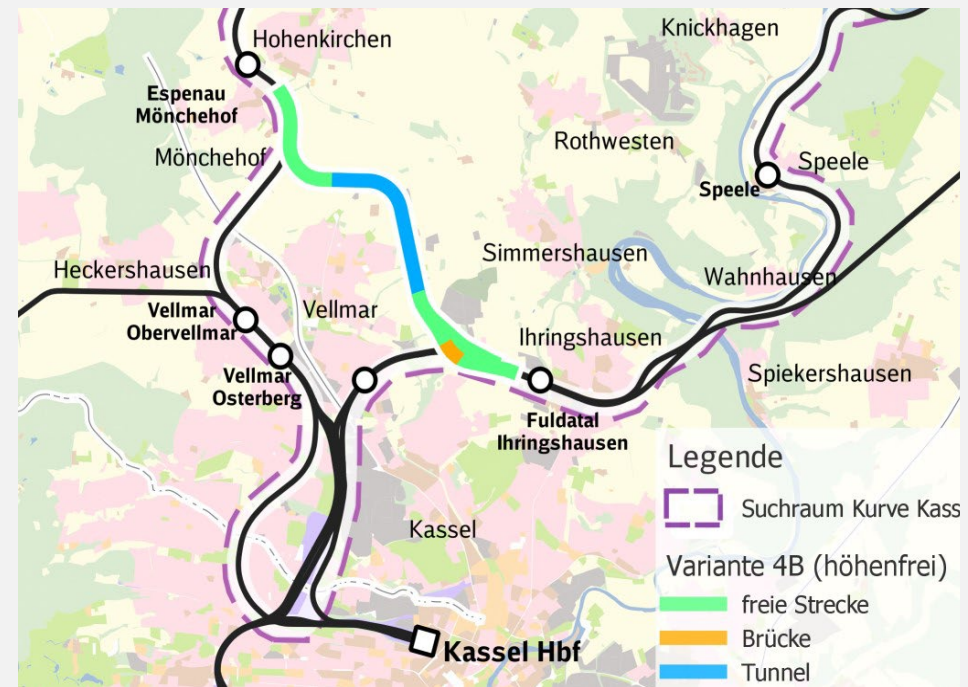 Knickhagen
Hohenkirchen
Espenau
Mönchehof
Mönchehof
Rothwesten
Speele
Speele
Simmershausen
Heckershausen
Wahnhausen
Vellmar
Obervellmar
Vellmar
Ihringshausen
Vellmar
Osterberg
Spiekershausen
Fuldatal
Ihringshausen
Kassel
Kassel Hbf
Legende
Suchraum Kurve Kass
Variante 4B (höhenfrei)
freie Strecke
Brücke
Tunnel